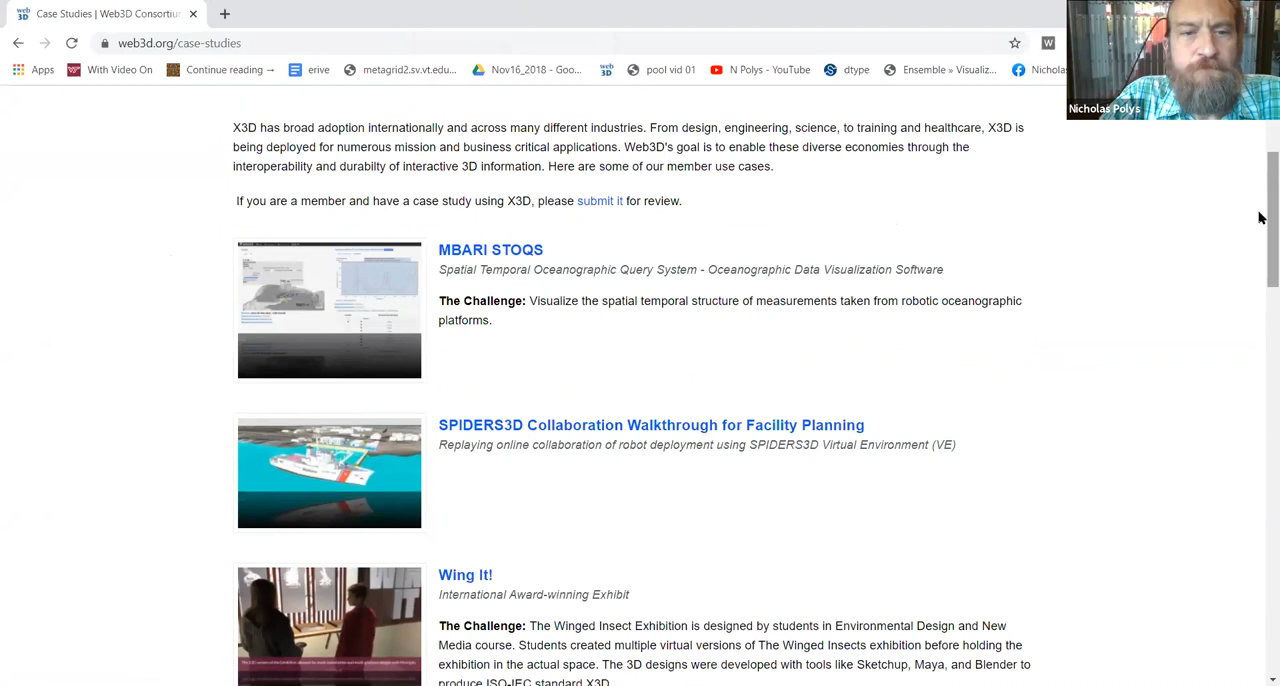 Case Studies | Web3D Consortiu
web3d.org/case-studies
W
Apps
With Video On
Continue reading →
erive
metagrid2.sv.vt.edu...
Nov16_2018 - Goo...
web 3D
pool vid 01
N Polys - YouTube
dtype
Ensemble » Visualiz...
Nichola
Nicholas Polys
X3D has broad adoption internationally and across many different industries. From design, engineering, science, to training and healthcare, X3D is
being deployed for numerous mission and business critical applications. Web3D's goal is to enable these diverse economies through the
interoperability and durabilty of interactive 3D information. Here are some of our member use cases.
If you are a member and have a case study using X3D, please submit it for review.
MBARI STOQS
Spatial Temporal Oceanographic Query System - Oceanographic Data Visualization Software
The Challenge: Visualize the spatial temporal structure of measurements taken from robotic oceanographic
platforms.
SPIDERS3D Collaboration Walkthrough for Facility Planning
Replaying online collaboration of robot deployment using SPIDERS3D Virtual Environment (VE)
Wing It!
International Award-winning Exhibit
The Challenge: The Winged Insect Exhibition is designed by students in Environmental Design and New
Media course. Students created multiple virtual versions of The Winged Insects exhibition before holding the
exhibition in the actual space. The 3D designs were developed with tools like Sketchup, Maya, and Blender to
produce ISO-IEC standard X3D